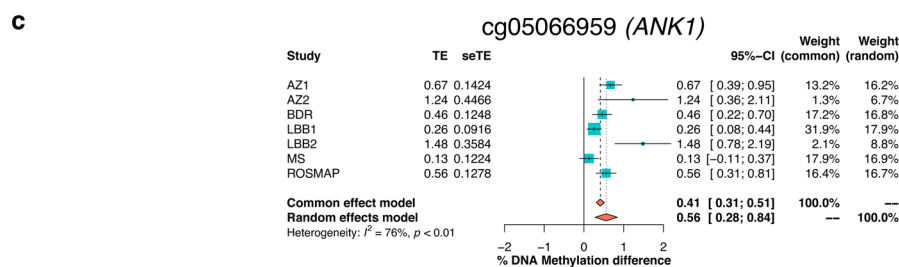 c
cg05066959 (ANK1)
Weight Weight
Study TE seTE 95%−CI (common) (random)
AZ1 0.67 0.1424 0.67 [ 0.39; 0.95] 13.2% 16.2%
AZ2 1.24 0.4466 1.24 [ 0.36; 2.11] 1.3% 6.7%
BDR 0.46 0.1248 0.46 [ 0.22; 0.70] 17.2% 16.8%
LBB1 0.26 0.0916 0.26 [ 0.08; 0.44] 31.9% 17.9%
LBB2 1.48 0.3584 1.48 [ 0.78; 2.19] 2.1% 8.8%
MS 0.13 0.1224 0.13 [−0.11; 0.37] 17.9% 16.9%
ROSMAP 0.56 0.1278 0.56 [ 0.31; 0.81] 16.4% 16.7%
Common effect model 0.41 [ 0.31; 0.51] 100.0% −−
Random effects model 0.56 [ 0.28; 0.84] −− 100.0%
Heterogeneity: I² = 76%, p < 0.01
−2 −1 0 1 2
% DNA Methylation difference